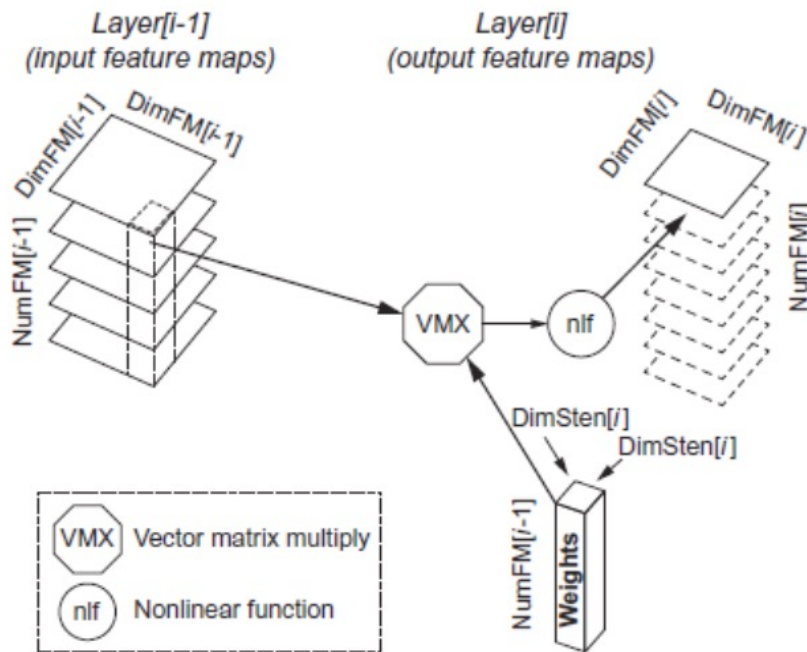 Layer[i-1]
(input feature maps)
Layer[i]
(output feature maps)
DimFM[i-1]
DimFM[i-1]
NumFM[i-1]
DimFM[i]
DimFM[i]
NumFM[i]
VMX
nlf
DimSten[i]
DimSten[i]
NumFM[i-1]
Weights
VMX Vector matrix multiply
nlf Nonlinear function